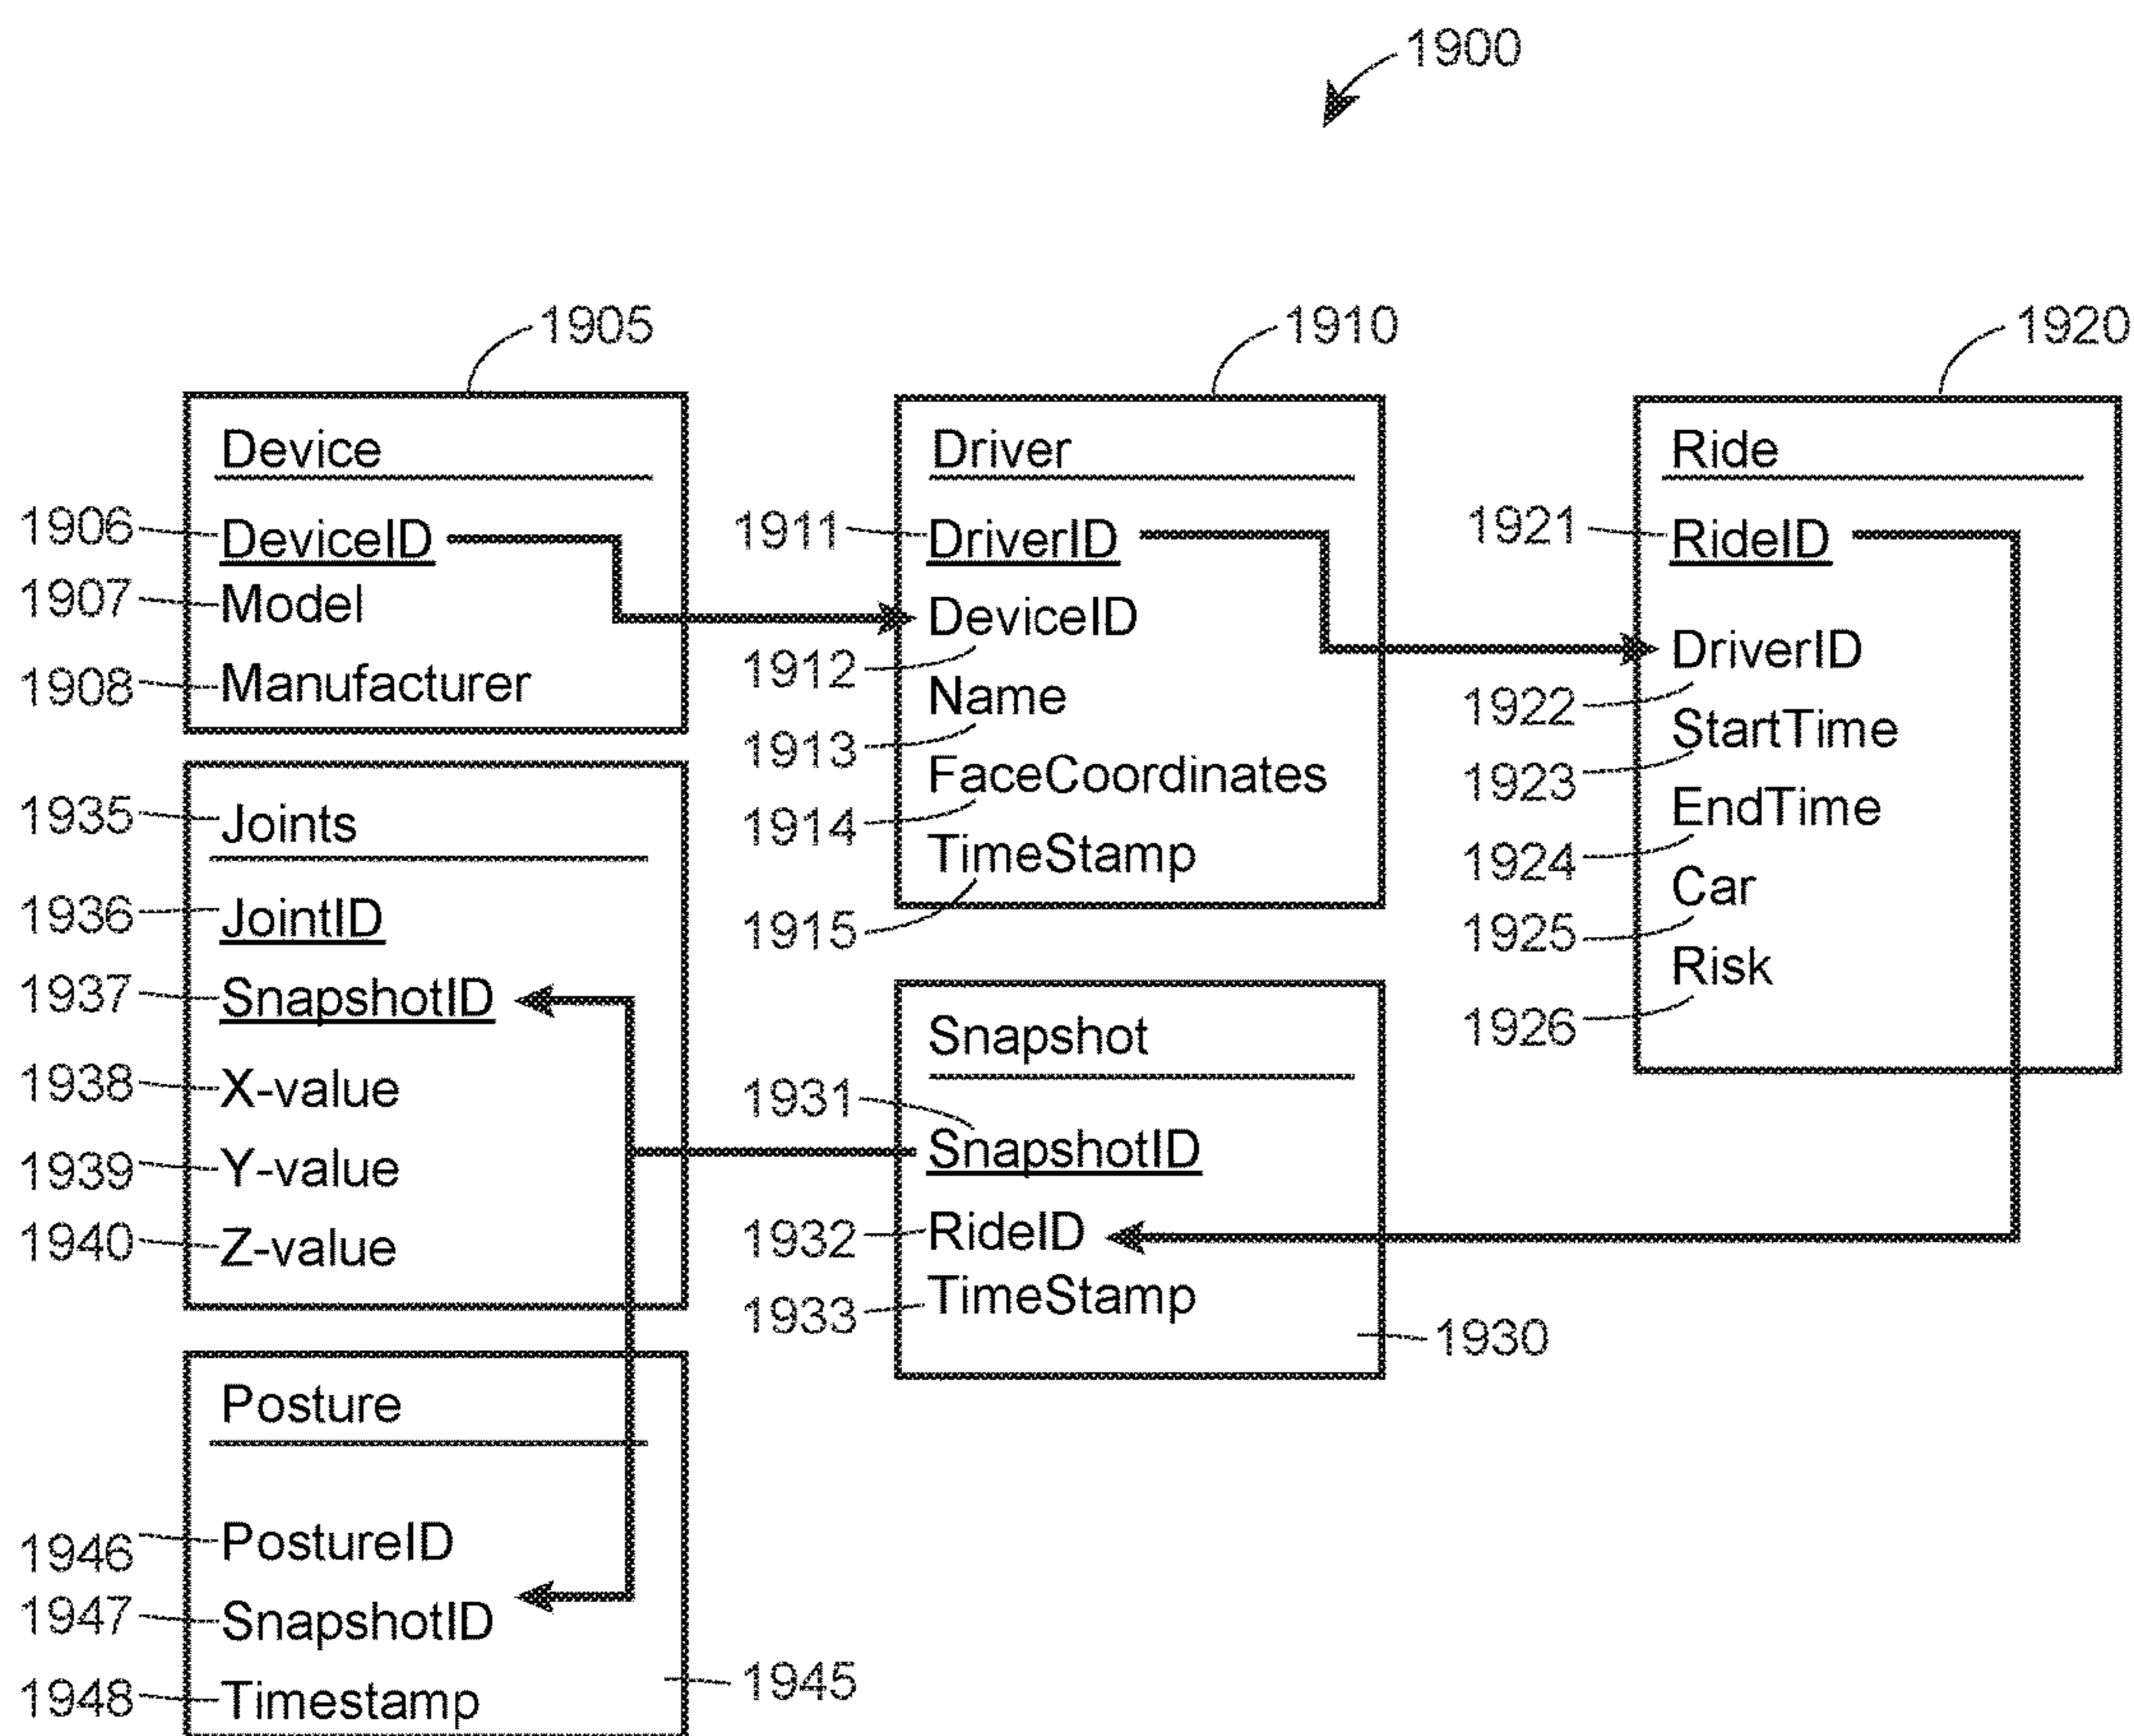 1900
1905
Device
1906 DeviceID
1907 Model
1908 Manufacturer
1910
Driver
1911 DriverID
DeviceID
1912
Name
1913
FaceCoordinates
1914
TimeStamp
1915
1920
Ride
1921 RideID
DriverID
1922
StartTime
1923
EndTime
1924
Car
1925
Risk
1926
1935 Joints
1936 JointID
1937 SnapshotID
1938 X-value
1939 Y-value
1940 Z-value
Snapshot
1931
SnapshotID
1932 RideID
1933 TimeStamp
1930
Posture
1946 PostureID
1947 SnapshotID
1948 Timestamp
1945